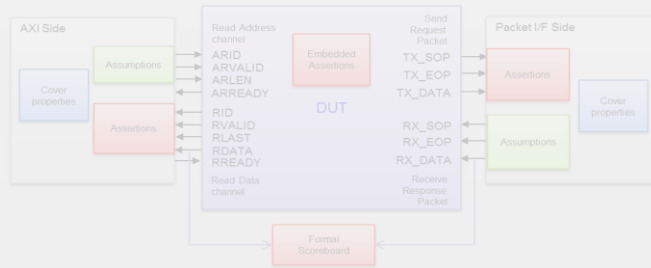 AXI Side
Cover
properties
Assumptions
Assertions
Read Address
channel
ARID
ARVALID
ARLEN
ARREADY
RID
RVALID
RLAST
RDATA
RREADY
Read Data
channel
Embedded
Assertions
DUT
Send
Request
Packet
TX_SOP
TX_EOP
TX_DATA
RX_SOP
RX_EOP
RX_DATA
Receive
Response
Packet
Packet I/F Side
Assertions
Cover
properties
Assumptions
Formal
Scoreboard